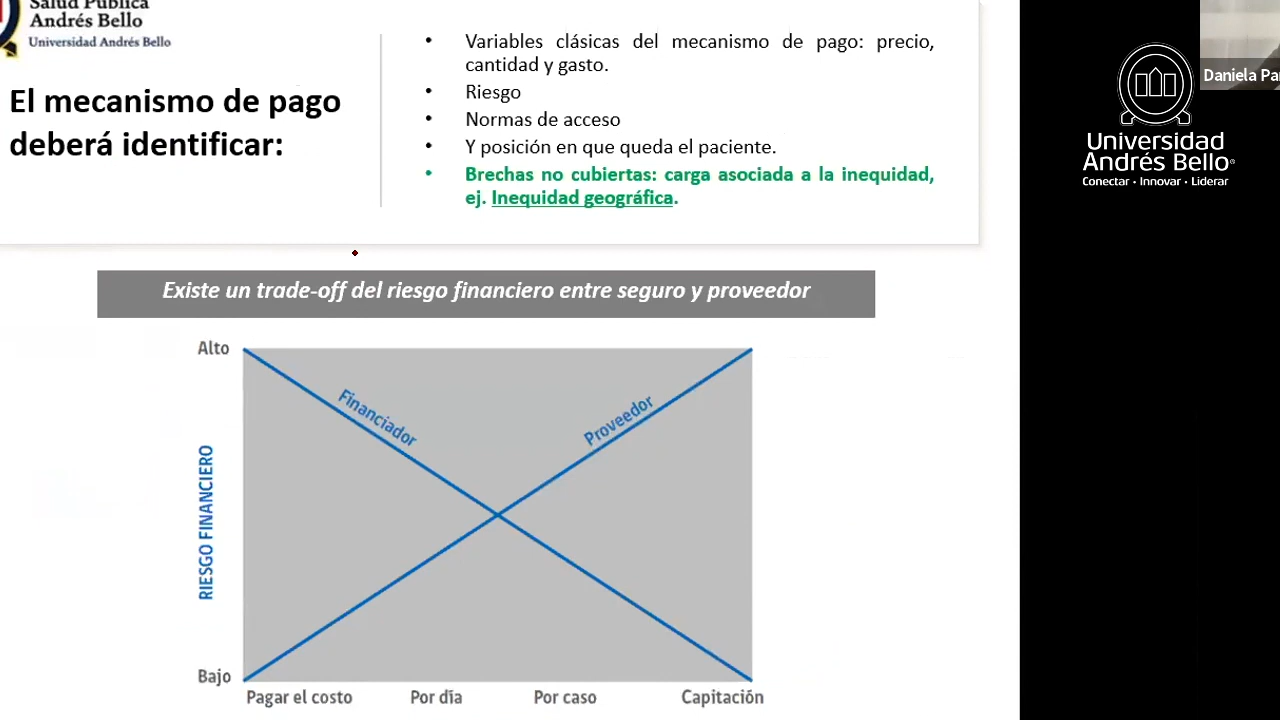 Salud Pública
Andrés Bello
Universidad Andrés Bello
El mecanismo de pago
deberá identificar:
• Variables clásicas del mecanismo de pago: precio,
cantidad y gasto.
• Riesgo
• Normas de acceso
• Y posición en que queda el paciente.
• Brechas no cubiertas: carga asociada a la inequidad,
ej. Inequidad geográfica.
Existe un trade-off del riesgo financiero entre seguro y proveedor
Alto
Financiador
Proveedor
RIESGO FINANCIERO
Bajo
Pagar el costo
Por día
Por caso
Capitación
Daniela
Universidad
Andrés Bello®
Conectar • Innovar • Liderar